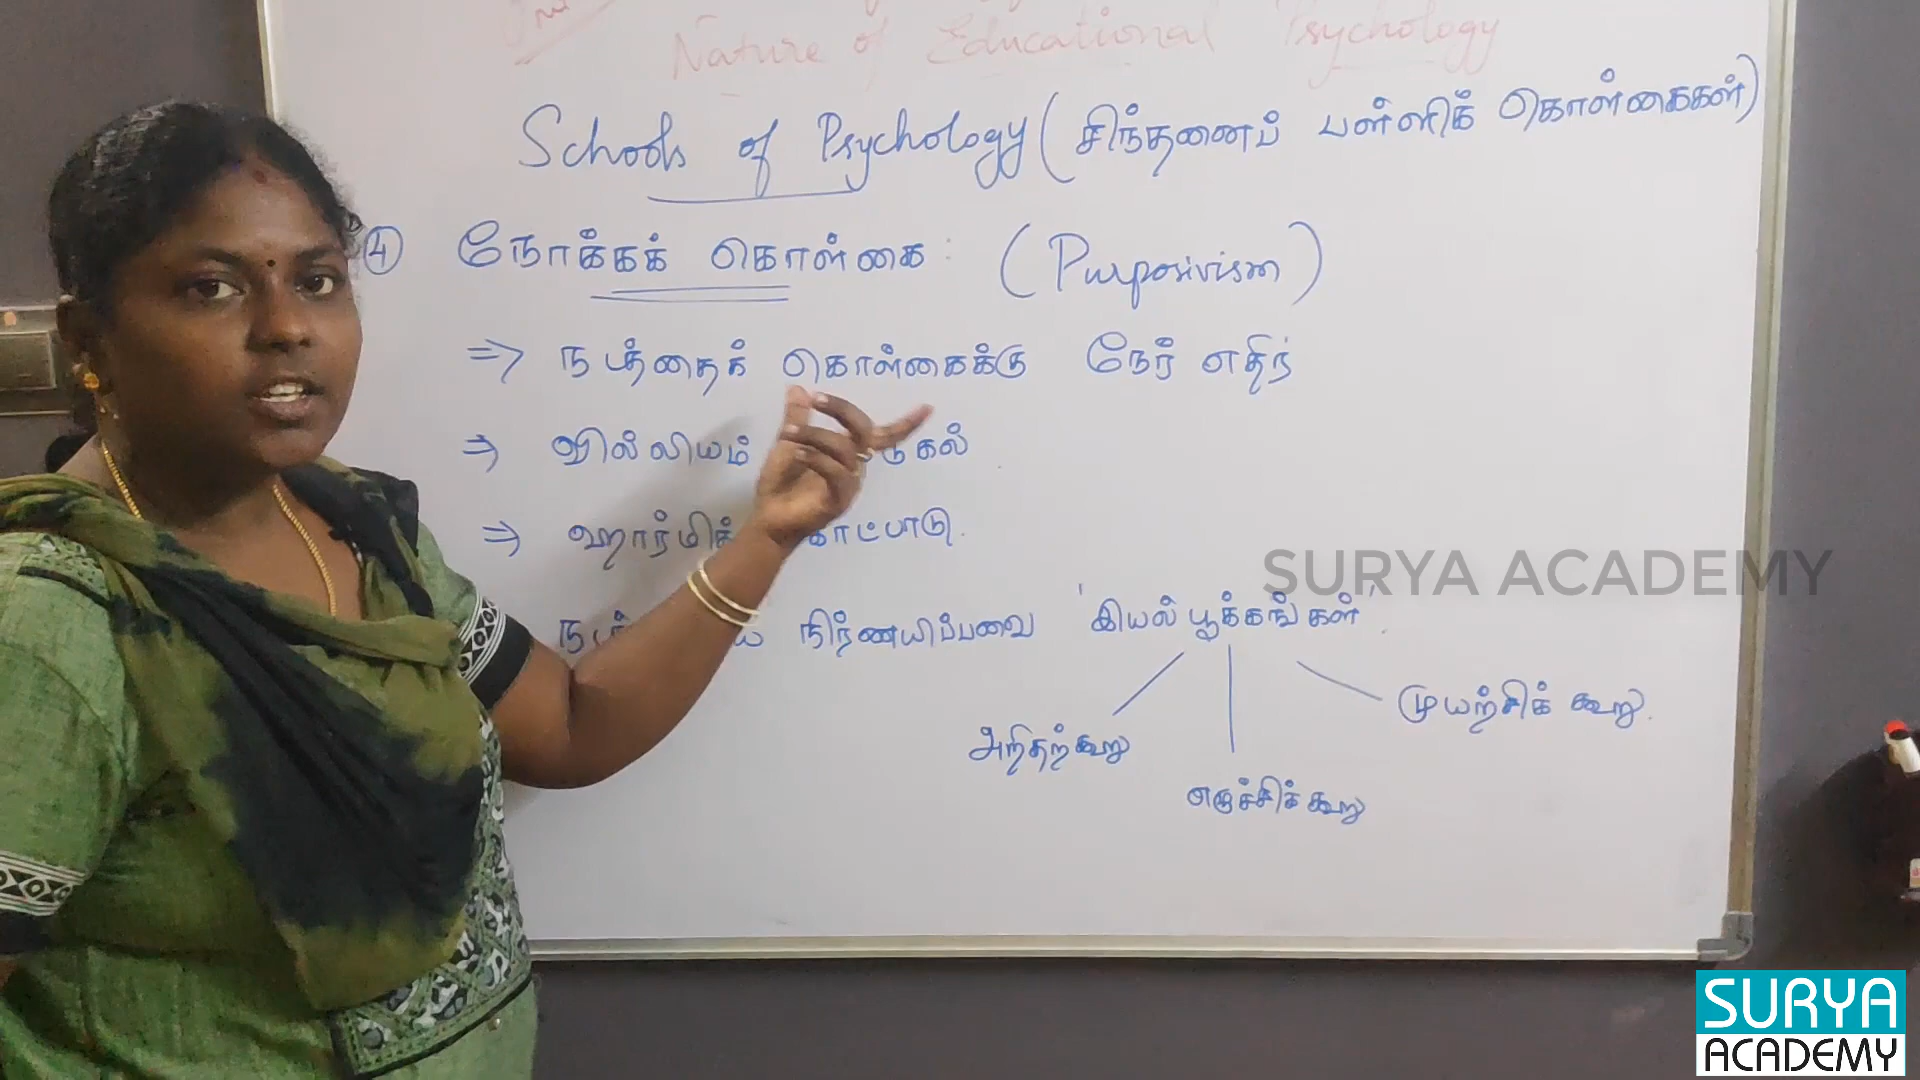 Nature of Educational Psychology
Schools of Psychology (சிந்தனைப் பள்ளிக் கொள்கைகள்)
④ நோக்கக் கொள்கை : (Purposivism)
⇒ நடத்தைக் கொள்கைக்கு நேர் எதிர்
⇒ வில்லியம்
⇒ ஹார்மிக்
நிர்ணயிப்பவை 'இயல்பூக்கங்கள்'.
முயற்சிக் கூறு.
அறிதற்கூறு
எழுச்சிக் கூறு
SURYA ACADEMY
SURYA
ACADEMY